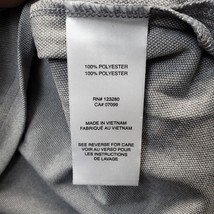 100% POLYESTER
100% POLYESTER
RN# 123280
CA# 07099
MADE IN VIETNAM
FABRIQUÉ AU VIETNAM
SEE REVERSE FOR CARE
VOIR AU VERSO POUR
LES INSTRUCTIONS
DE LAVAGE